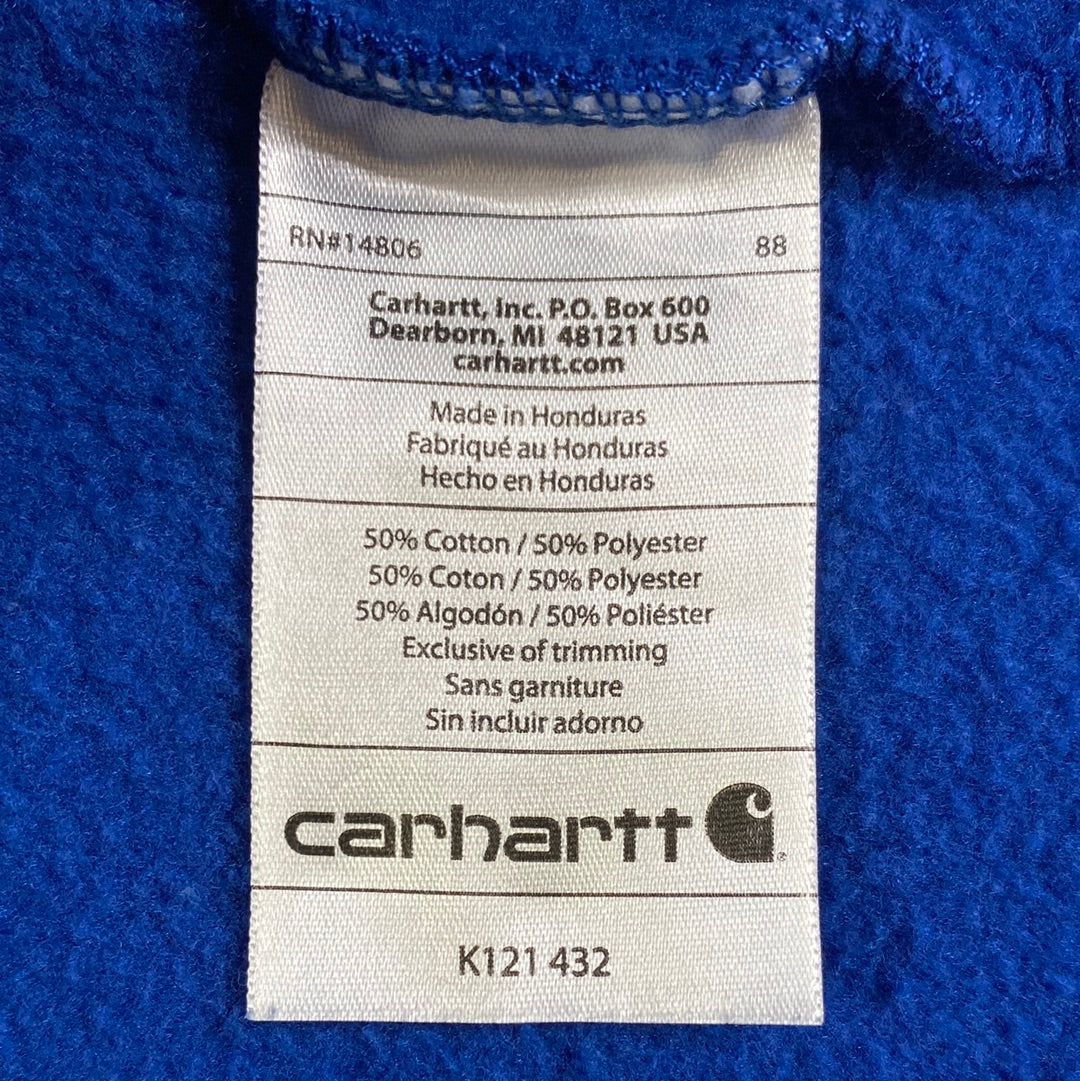 RN#14806 88
Carhartt, Inc. P.O. Box 600
Dearborn, MI 48121 USA
carhartt.com
Made in Honduras
Fabriqué au Honduras
Hecho en Honduras
50% Cotton / 50% Polyester
50% Coton / 50% Polyester
50% Algodón / 50% Poliéster
Exclusive of trimming
Sans garniture
Sin incluir adorno
carhartt
K121 432